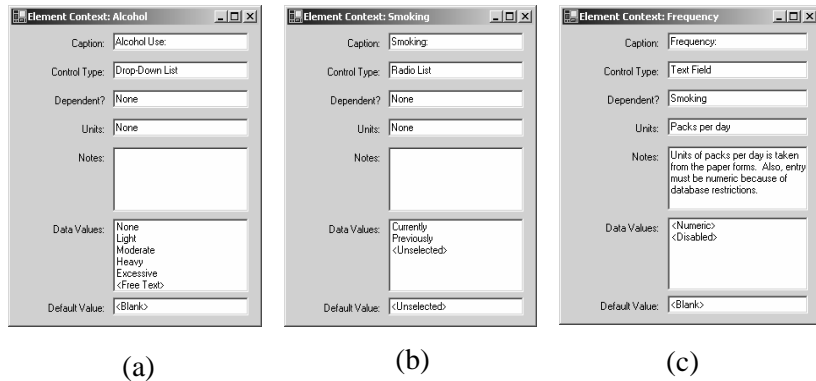 Element Context: Alcohol
Caption: Alcohol Use:
Control Type: Drop-Down List
Dependent? None
Units: None
Notes:
Data Values: None
Light
Moderate
Heavy
Excessive
<Free Text>
Default Value: <Blank>
(a)
Element Context: Smoking
Caption: Smoking:
Control Type: Radio List
Dependent? None
Units: None
Notes:
Data Values: Currently
Previously
<Unselected>
Default Value: <Unselected>
(b)
Element Context: Frequency
Caption: Frequency:
Control Type: Text Field
Dependent? Smoking
Units: Packs per day
Notes: Units of packs per day is taken
from the paper forms. Also, entry
must be numeric because of
database restrictions.
Data Values: <Numeric>
<Disabled>
Default Value: <Blank>
(c)